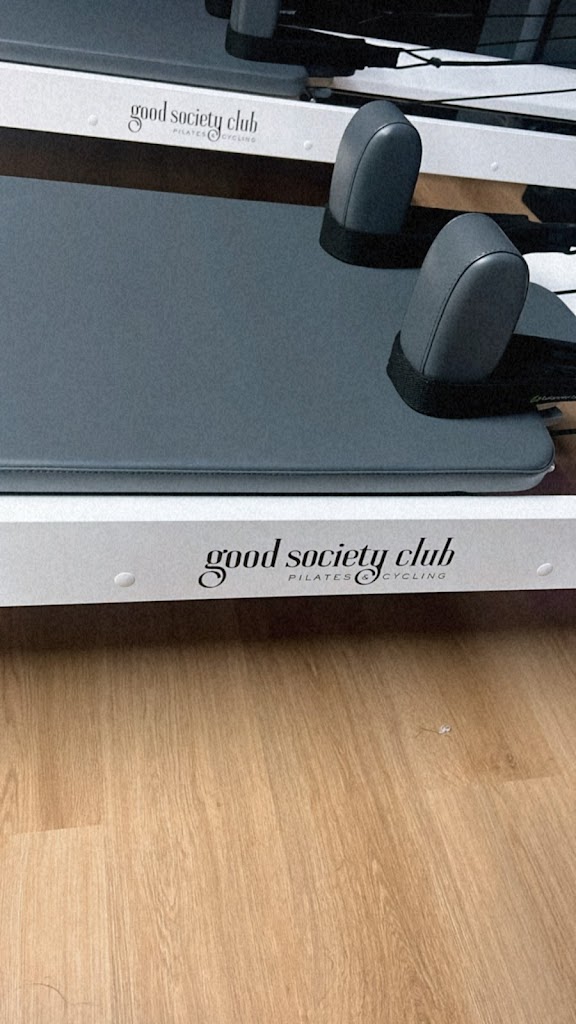 good society club
PILATES & CYCLING
good society club
PILATES & CYCLING